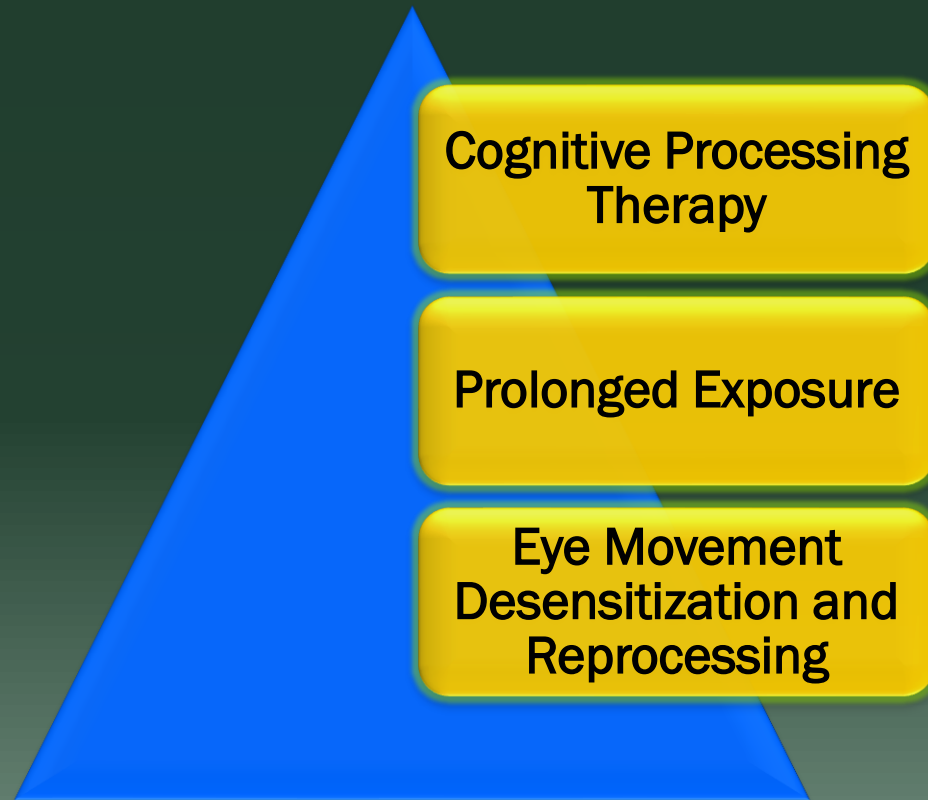 Cognitive Processing
Therapy
Prolonged Exposure
Eye Movement
Desensitization and
Reprocessing